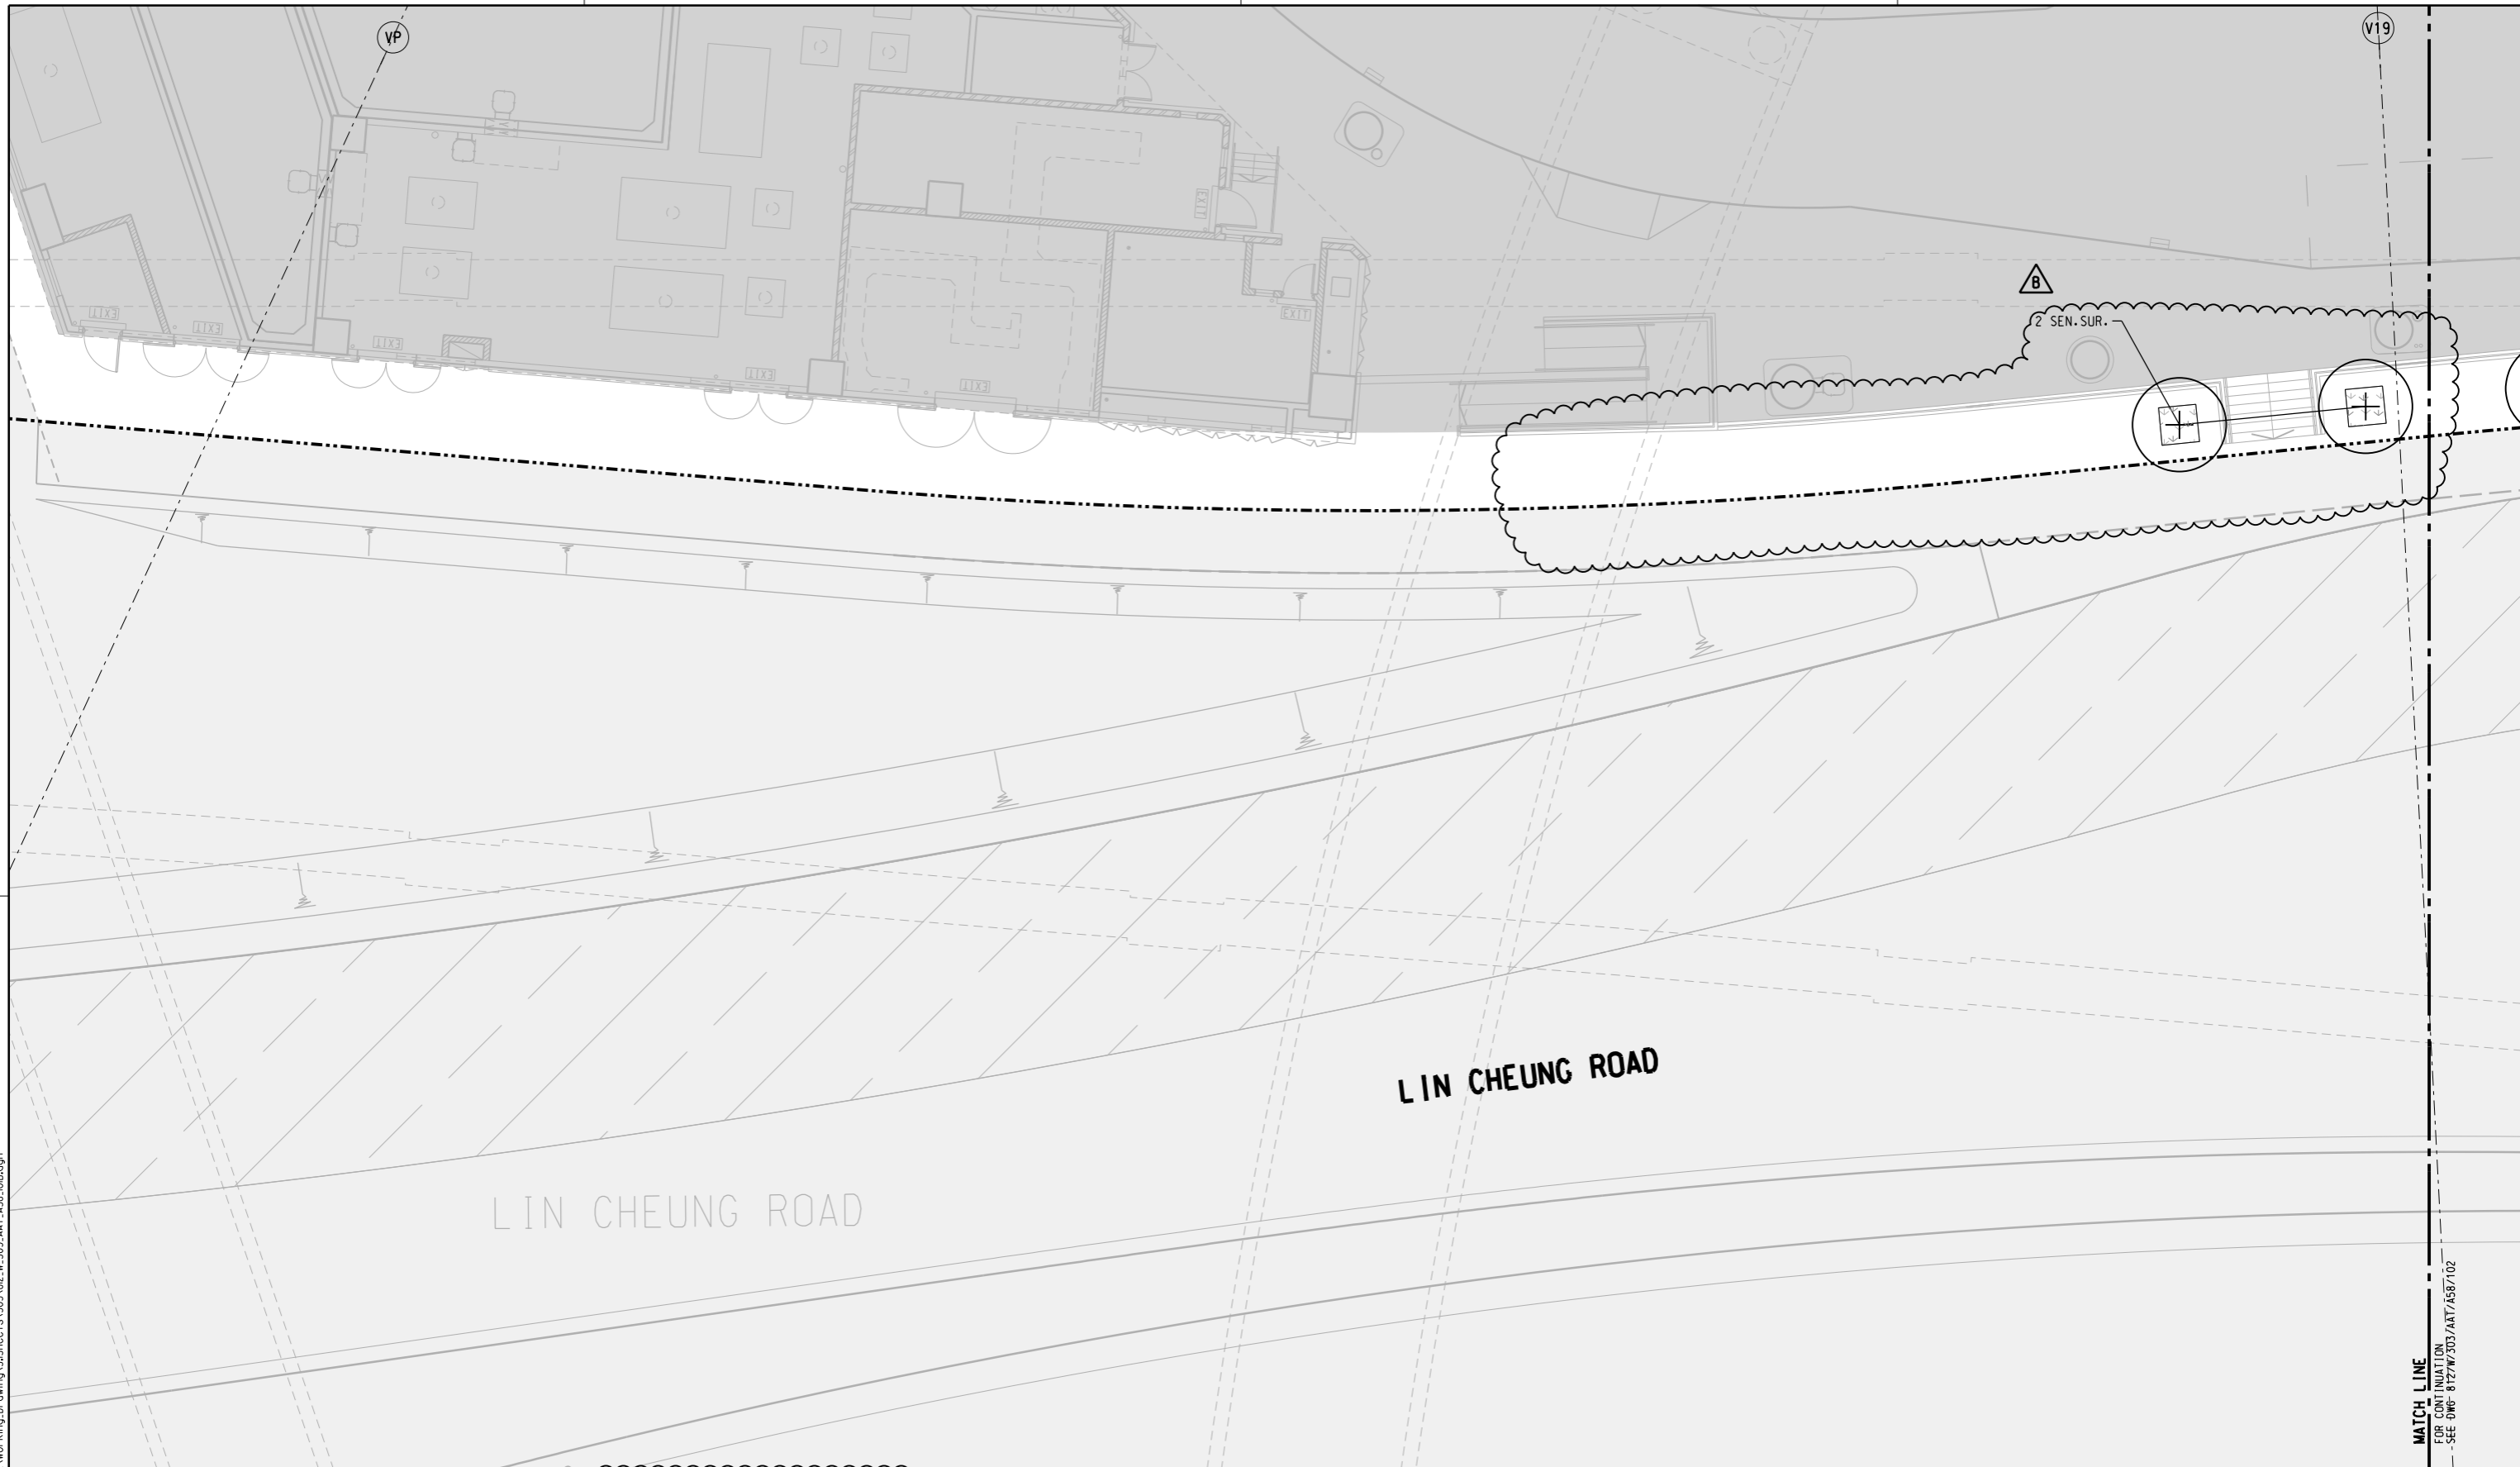 VP
V19
B
2 SEN.SUR.
EXIT
EXIT
EXIT
EXIT
EXIT
EXIT
EXIT
LIN CHEUNG ROAD
LIN CHEUNG ROAD
MATCH LINE
FOR CONTINUATION
SEE DWG 812/W/303/AAT/A58/102